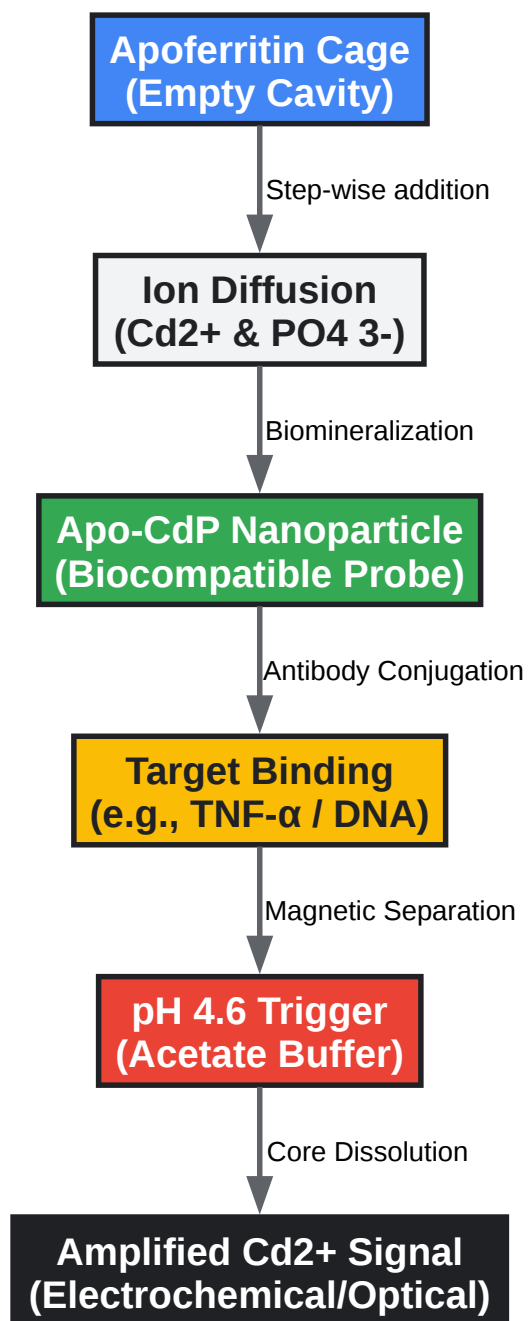 Apoferritin Cage
(Empty Cavity)
Step-wise addition
Ion Diffusion
(Cd2+ & PO4 3-)
Biomineralization
Apo-CdP Nanoparticle
(Biocompatible Probe)
Antibody Conjugation
Target Binding
(e.g., TNF-α / DNA)
Magnetic Separation
pH 4.6 Trigger
(Acetate Buffer)
Core Dissolution
Amplified Cd2+ Signal
(Electrochemical/Optical)